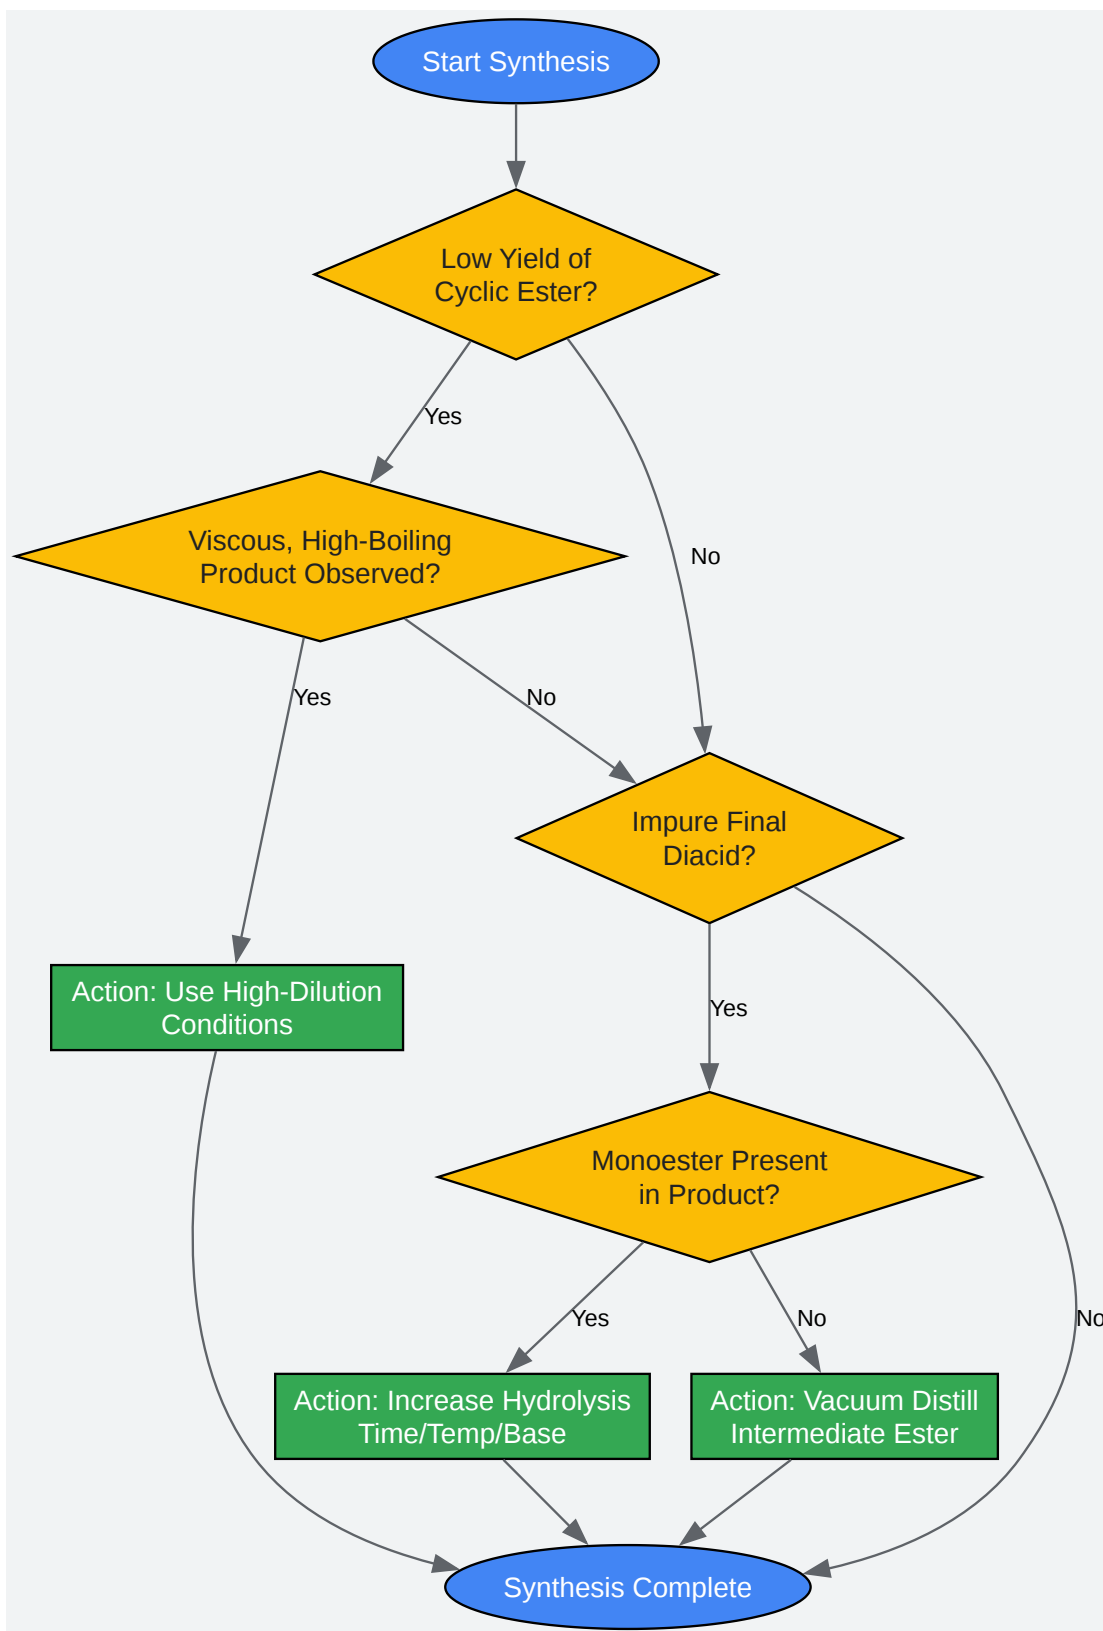 Start Synthesis
Low Yield of
Cyclic Ester?
Yes
No
Viscous, High-Boiling
Product Observed?
Yes
No
Impure Final
Diacid?
Action: Use High-Dilution
Conditions
Yes
Monoester Present
in Product?
Yes
No
No
Action: Increase Hydrolysis
Time/Temp/Base
Action: Vacuum Distill
Intermediate Ester
Synthesis Complete